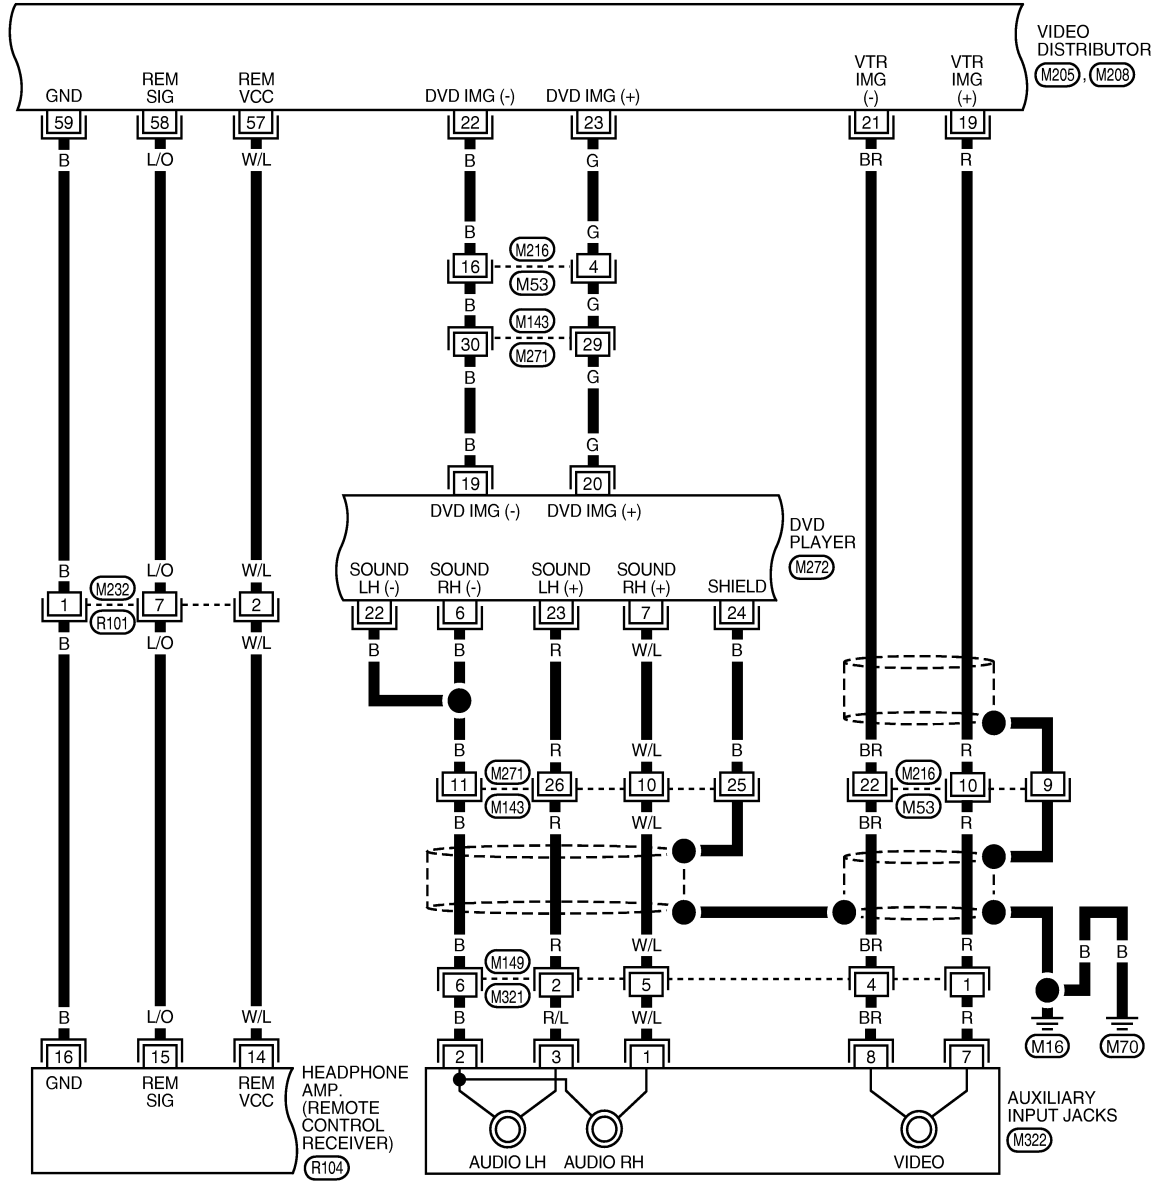 VIDEO
DISTRIBUTOR
M205 , M208
GND
REM
SIG
REM
VCC
DVD IMG (-)
DVD IMG (+)
VTR
IMG
(-)
VTR
IMG
(+)
59
58
57
22
23
21
19
B
L/O
W/L
B
G
BR
R
B
G
M216
16
4
M53
B
G
M143
30
29
M271
B
G
B
G
19
20
DVD IMG (-)
DVD IMG (+)
DVD
PLAYER
M272
SOUND
LH (-)
SOUND
RH (-)
SOUND
LH (+)
SOUND
RH (+)
SHIELD
22
6
23
7
24
B
L/O
W/L
M232
1
7
2
R101
B
L/O
W/L
B
B
R
W/L
B
B
R
W/L
B
BR
R
M271
M216
11
26
10
25
22
10
9
M143
M53
B
R
W/L
BR
R
B
R
W/L
BR
R
B
B
M149
6
2
5
4
1
M321
B
L/O
W/L
B
R/L
W/L
BR
R
M16
M70
16
15
14
2
3
1
8
7
GND
REM
SIG
REM
VCC
HEADPHONE
AMP.
(REMOTE
CONTROL
RECEIVER)
R104
AUDIO LH
AUDIO RH
VIDEO
AUXILIARY
INPUT JACKS
M322